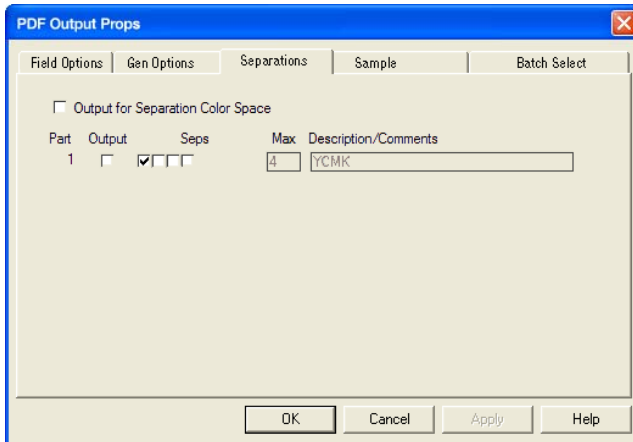 PDF Output Props
Field Options Gen Options Separations Sample Batch Select
Output for Separation Color Space
Part Output Seps Max Description/Comments
1 4 YCMK
OK Cancel Apply Help